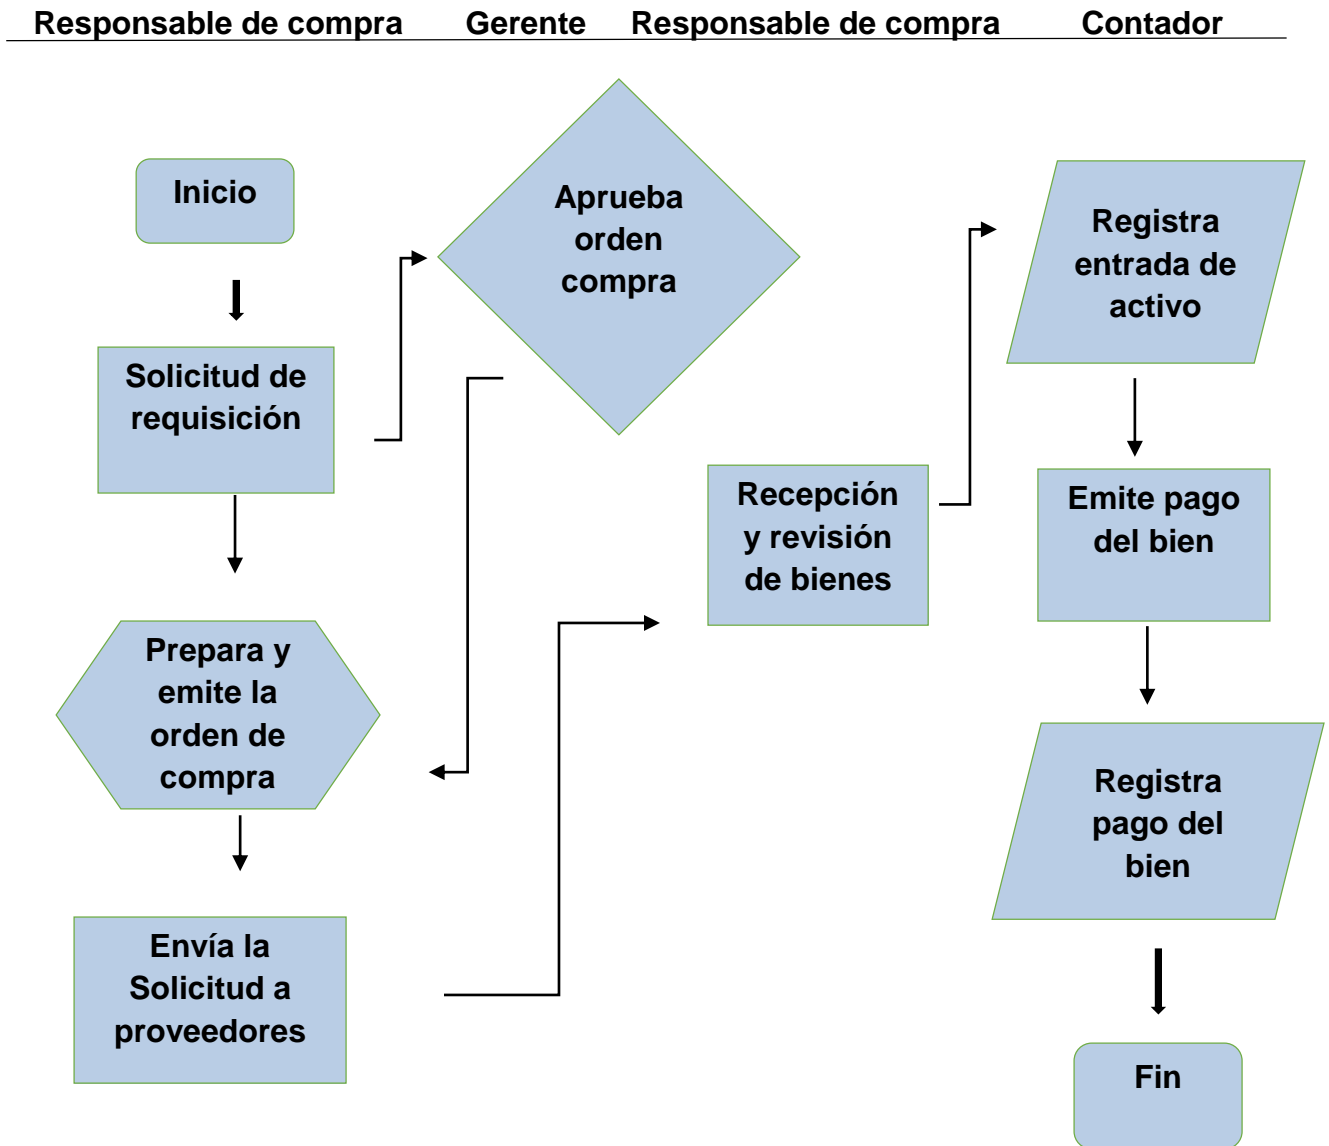 Responsable de compra Gerente Responsable de compra Contador
Inicio
Solicitud de
requisición
Prepara y
emite la
orden de
compra
Envía la
Solicitud a
proveedores
Aprueba
orden
compra
Recepción
y revisión
de bienes
Registra
entrada de
activo
Emite pago
del bien
Registra
pago del
bien
Fin